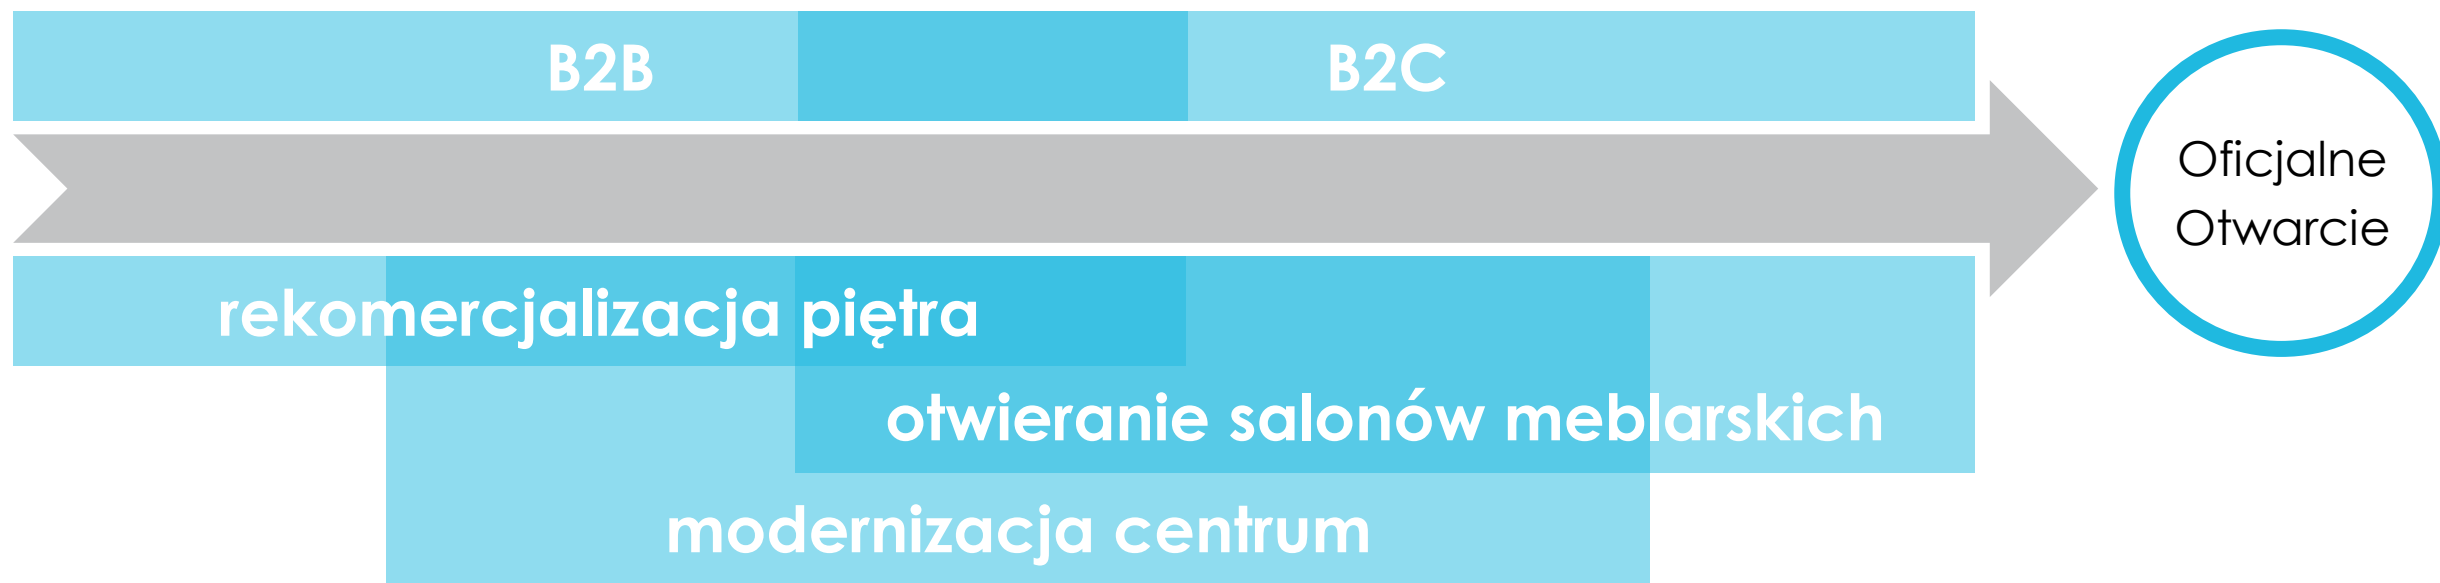 B2B
B2C
Oficjalne
Otwarcie
rekomercjalizacja piętra
otwieranie salonów meblarskich
modernizacja centrum